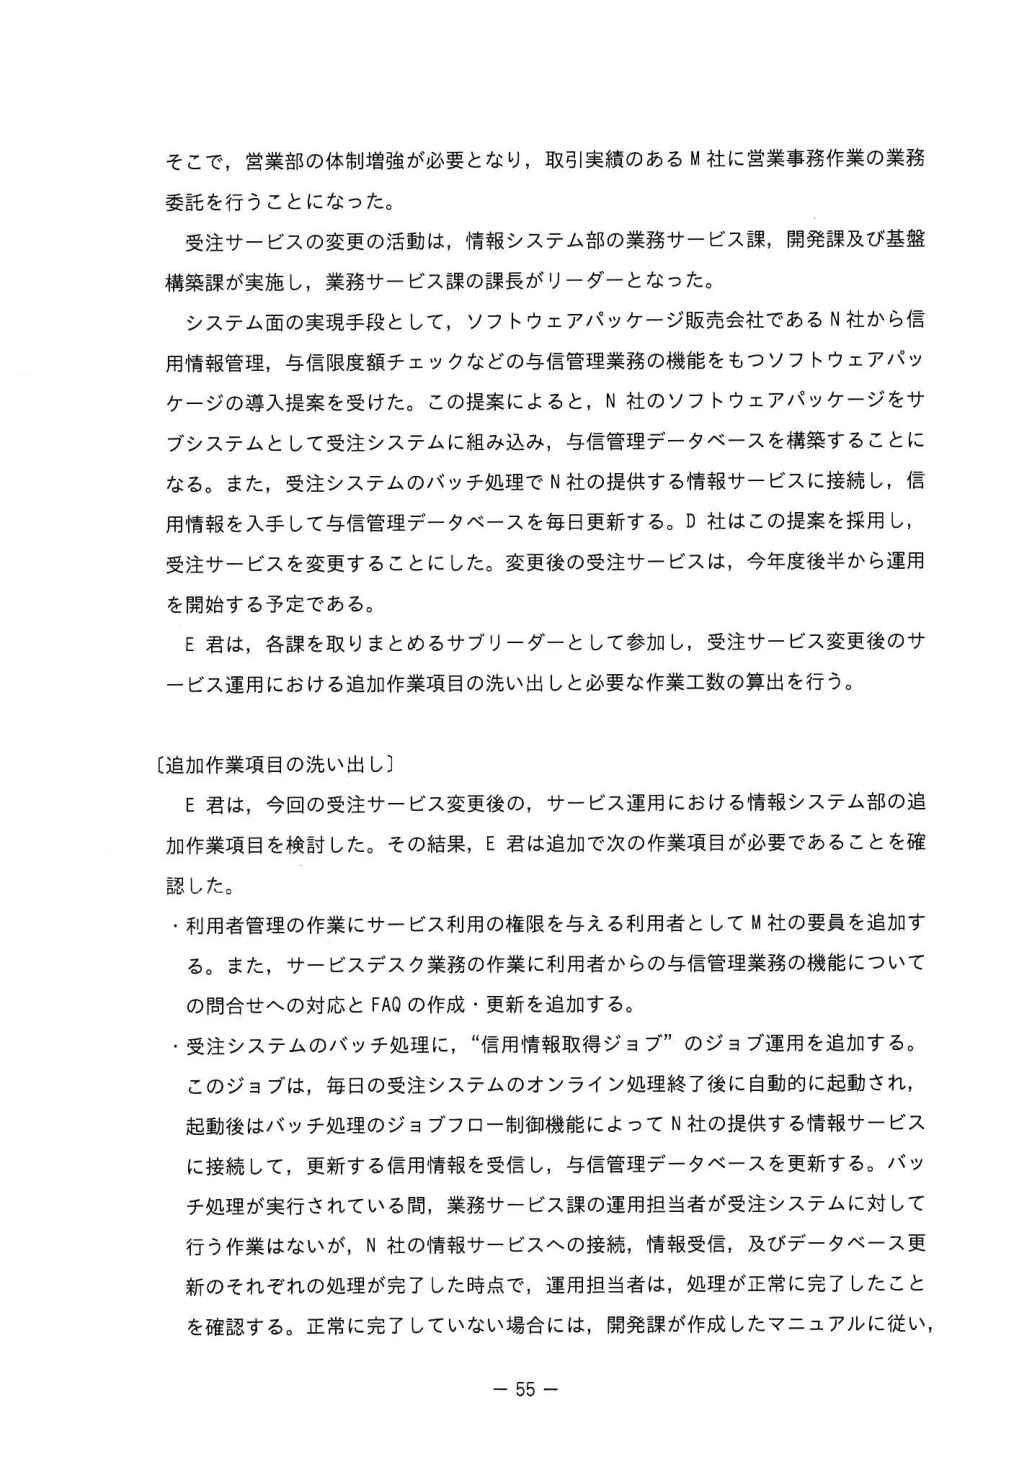 そこで，営業部の体制増強が必要となり，取引実績のある M 社に営業事務作業の業務
委託を行うことになった。
受注サービスの変更の活動は，情報システム部の業務サービス課，開発課及び基盤
構築課が実施し，業務サービス課の課長がリーダーとなった。
システム面の実現手段として，ソフトウェアパッケージ販売会社である N 社から信
用情報管理，与信限度額チェックなどの与信管理業務の機能をもつソフトウェアパッ
ケージの導入提案を受けた。この提案によると，N 社のソフトウェアパッケージをサ
ブシステムとして受注システムに組み込み，与信管理データベースを構築することに
なる。また，受注システムのバッチ処理で N 社の提供する情報サービスに接続し，信
用情報を入手して与信管理データベースを毎日更新する。D 社はこの提案を採用し，
受注サービスを変更することにした。変更後の受注サービスは，今年度後半から運用
を開始する予定である。
E 君は，各課を取りまとめるサブリーダーとして参加し，受注サービス変更後のサ
ービス運用における追加作業項目の洗い出しと必要な作業工数の算出を行う。
〔追加作業項目の洗い出し〕
E 君は，今回の受注サービス変更後の，サービス運用における情報システム部の追
加作業項目を検討した。その結果，E 君は追加で次の作業項目が必要であることを確
認した。
・利用者管理の作業にサービス利用の権限を与える利用者として M 社の要員を追加す
る。また，サービスデスク業務の作業に利用者からの与信管理業務の機能について
の問合せへの対応と FAQ の作成・更新を追加する。
・受注システムのバッチ処理に，“信用情報取得ジョブ” のジョブ運用を追加する。
このジョブは，毎日の受注システムのオンライン処理終了後に自動的に起動され，
起動後はバッチ処理のジョブフロー制御機能によって N 社の提供する情報サービス
に接続して，更新する信用情報を受信し，与信管理データベースを更新する。バッ
チ処理が実行されている間，業務サービス課の運用担当者が受注システムに対して
行う作業はないが，N 社の情報サービスへの接続，情報受信，及びデータベース更
新のそれぞれの処理が完了した時点で，運用担当者は，処理が正常に完了したこと
を確認する。正常に完了していない場合には，開発課が作成したマニュアルに従い，
― 55 ―